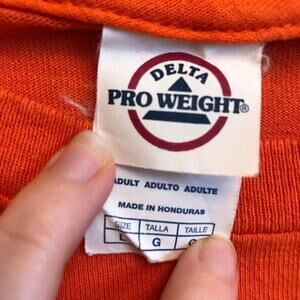 DELTA
PRO WEIGHT®
ADULT ADULTO ADULTE
MADE IN HONDURAS
SIZE TALLA TAILLE
L G G